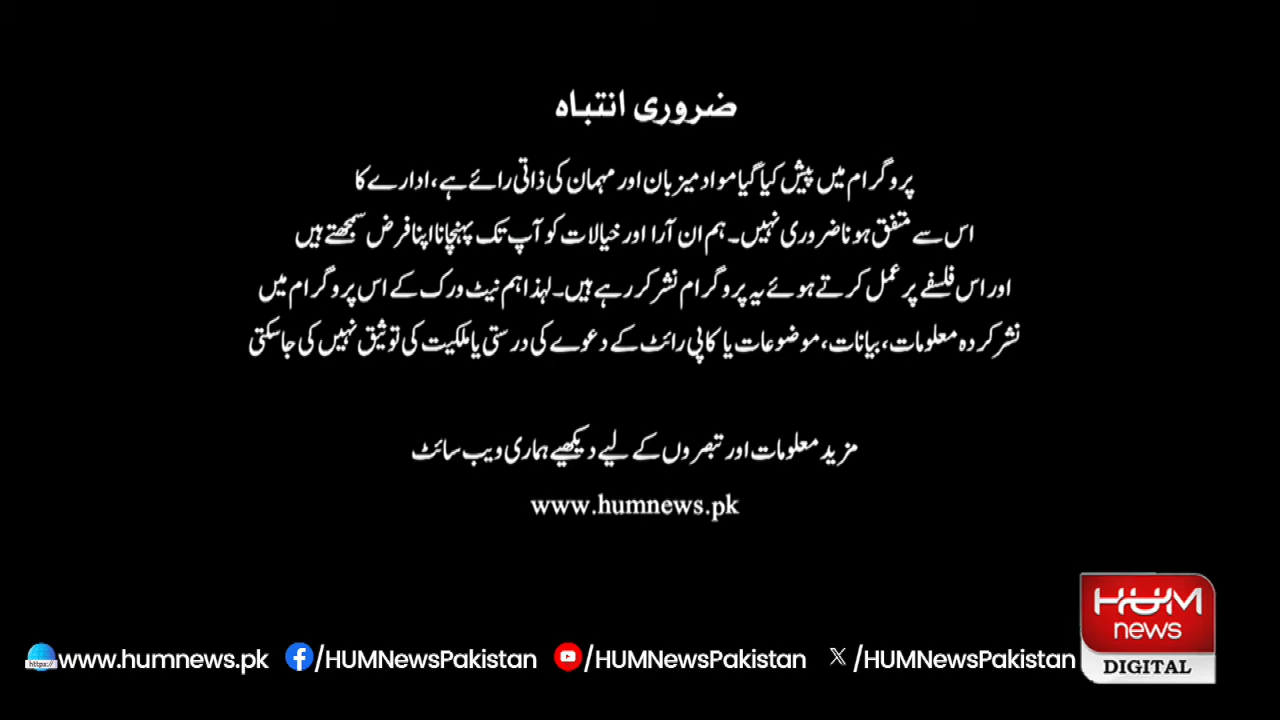 ضروری انتباہ
پروگرام میں پیش کیا گیا مواد میزبان اور مہمان کی ذاتی رائے ہے، ادارے کا
اس سے متفق ہونا ضروری نہیں۔ ہم ان آرا اور خیالات کو آپ تک پہنچانا اپنا فرض سمجھتے ہیں
اور اس فلسفے پر عمل کرتے ہوئے یہ پروگرام نشر کر رہے ہیں۔ لہذا ہم نیٹ ورک کے اس پروگرام میں
نشر کردہ معلومات، بیانات، موضوعات یا کاپی رائٹ کے دعوے کی درستی یا ملکیت کی توثیق نہیں کی جا سکتی
مزید معلومات اور تبصروں کے لیے دیکھیے ہماری ویب سائٹ
www.humnews.pk
HUM
news
DIGITAL
https:// www.humnews.pk /HUMNewsPakistan /HUMNewsPakistan X /HUMNewsPakistan